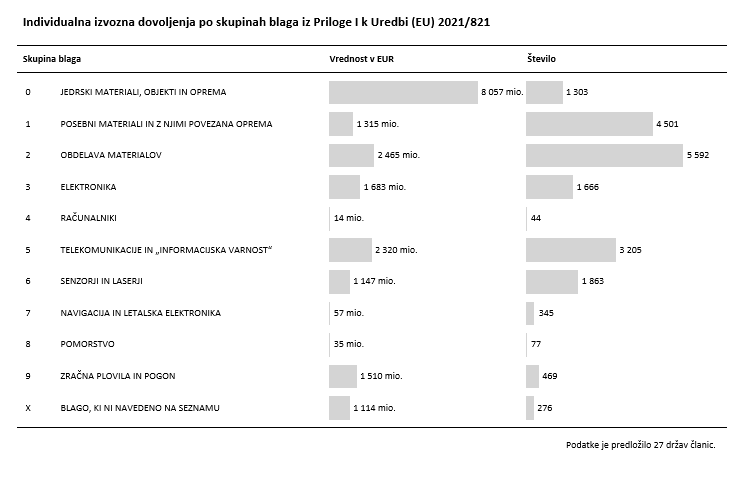 Individualna izvozna dovoljenja po skupinah blaga iz Priloge I k Uredbi (EU) 2021/821
Skupina blaga Vrednost v EUR Število
0 JEDRSKI MATERIALI, OBJEKTI IN OPREMA 8 057 mio. 1 303
1 POSEBNI MATERIALI IN Z NJIMI POVEZANA OPREMA 1 315 mio. 4 501
2 OBDELAVA MATERIALOV 2 465 mio. 5 592
3 ELEKTRONIKA 1 683 mio. 1 666
4 RAČUNALNIKI 14 mio. 44
5 TELEKOMUNIKACIJE IN „INFORMACIJSKA VARNOST“ 2 320 mio. 3 205
6 SENZORJI IN LASERJI 1 147 mio. 1 863
7 NAVIGACIJA IN LETALSKA ELEKTRONIKA 57 mio. 345
8 POMORSTVO 35 mio. 77
9 ZRAČNA PLOVILA IN POGON 1 510 mio. 469
X BLAGO, KI NI NAVEDENO NA SEZNAMU 1 114 mio. 276
Podatke je predložilo 27 držav članic.